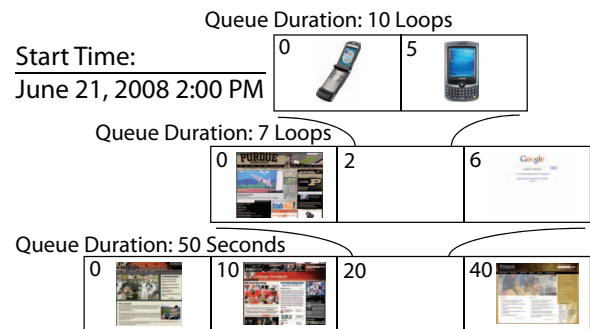 Queue Duration: 10 Loops
Start Time:
June 21, 2008 2:00 PM
0
5
Queue Duration: 7 Loops
0
PURDUE
2
6
Google
Queue Duration: 50 Seconds
0
10
20
40